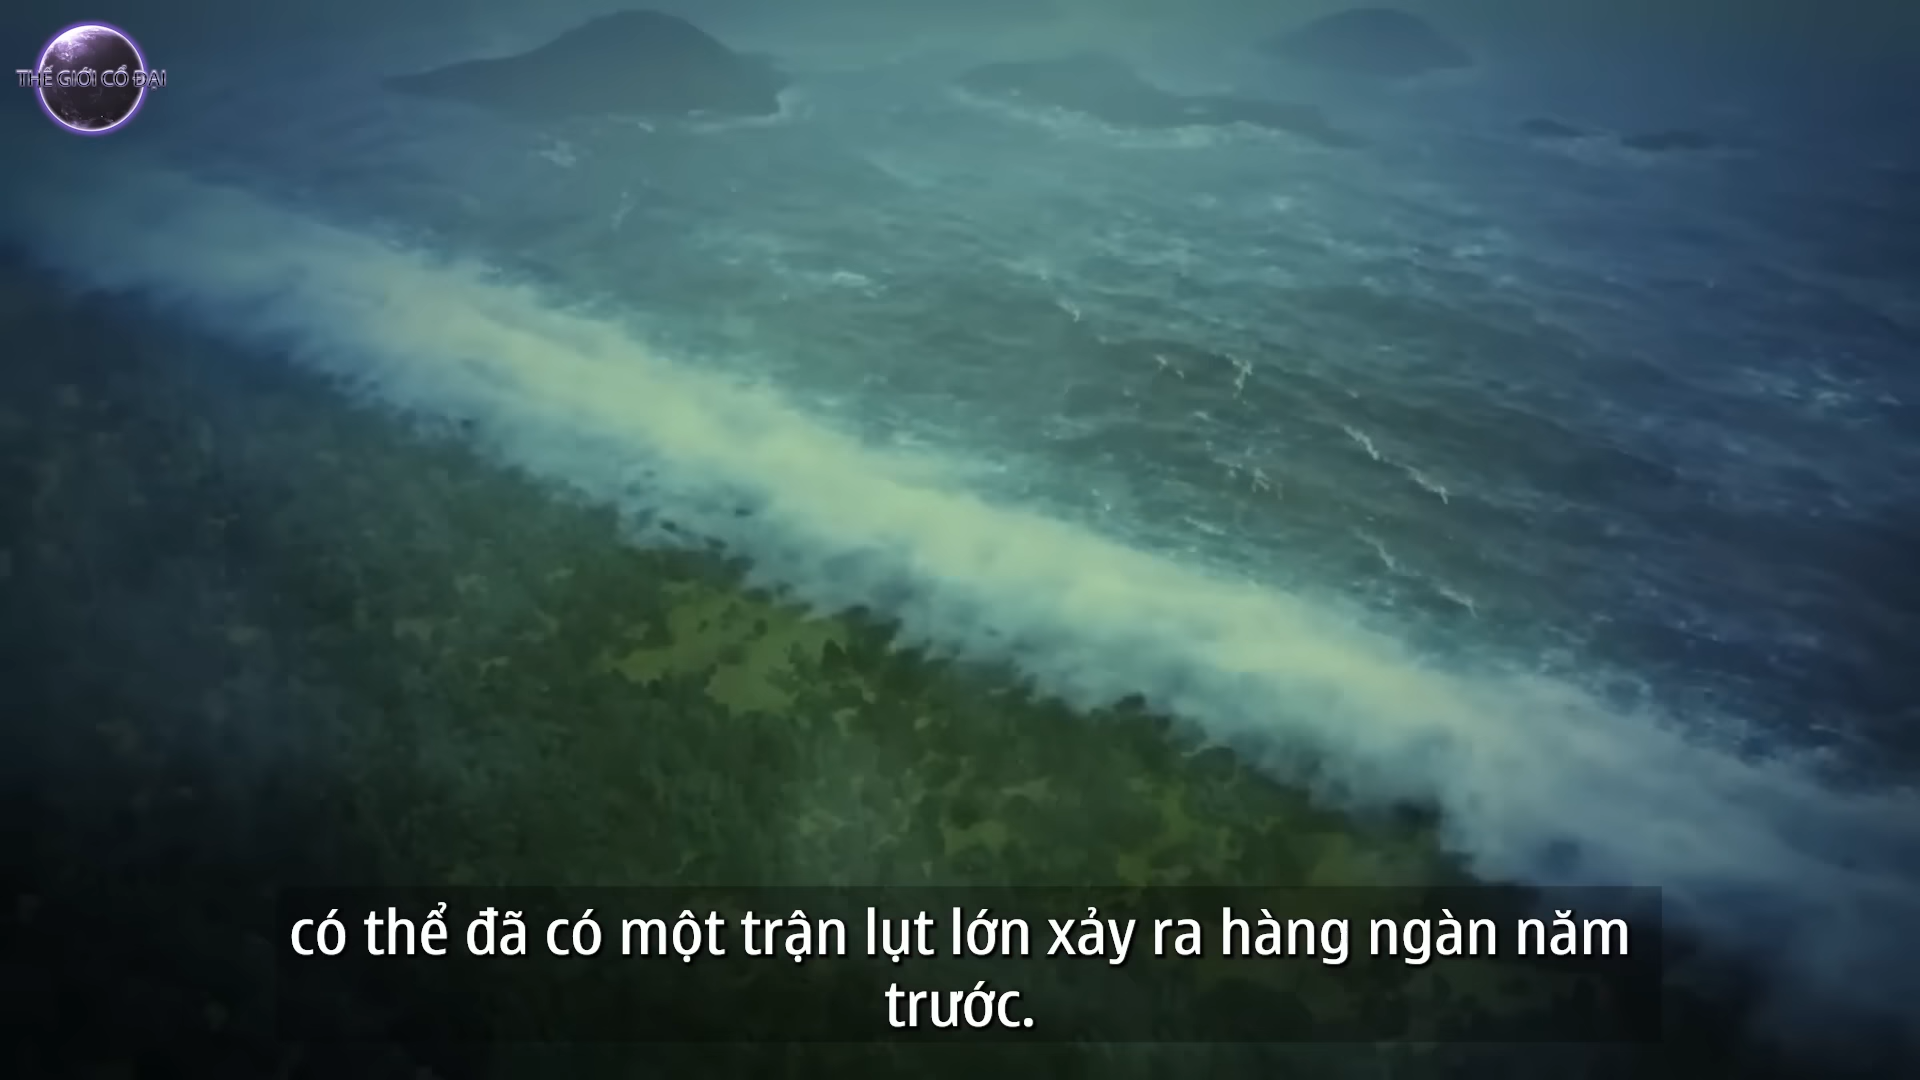 THẾ GIỚI CỔ ĐẠI
có thể đã có một trận lụt lớn xảy ra hàng ngàn năm
trước.